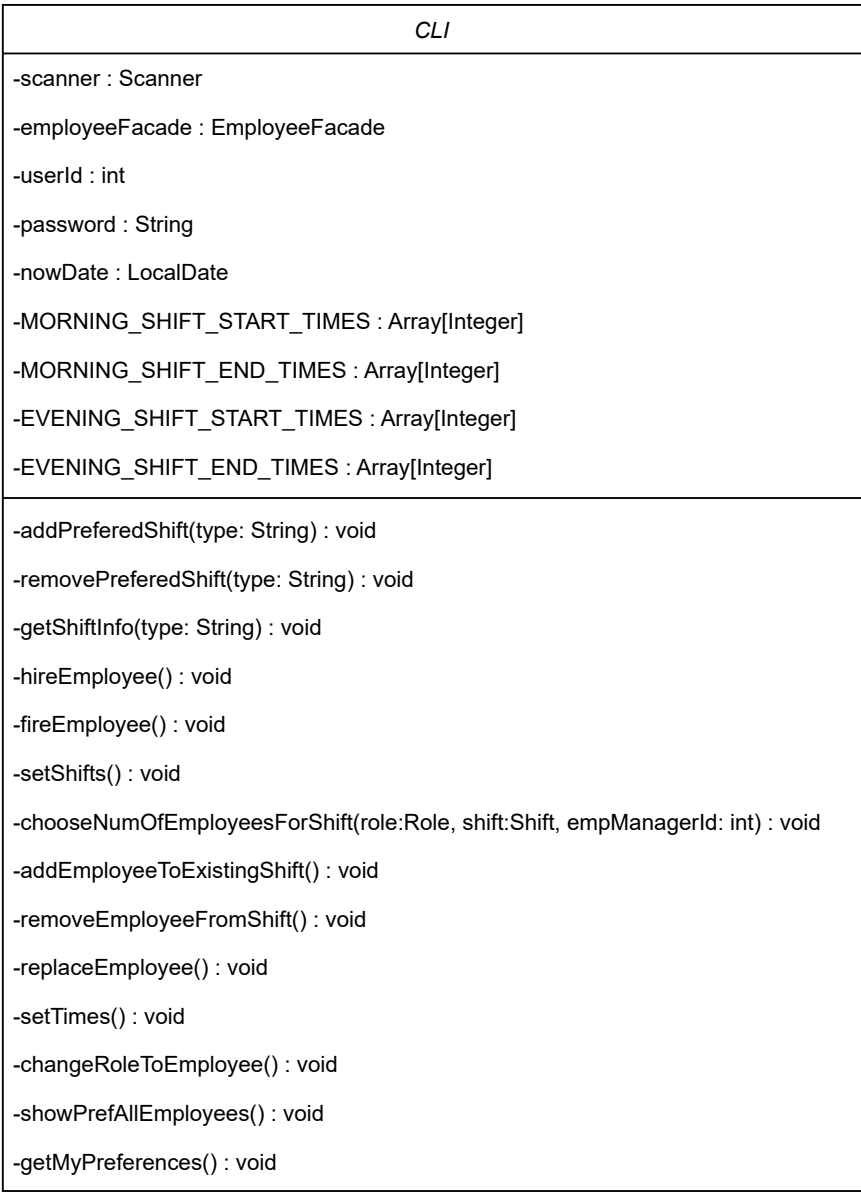 CLI
-scanner : Scanner
-employeeFacade : EmployeeFacade
-userId : int
-password : String
-nowDate : LocalDate
-MORNING_SHIFT_START_TIMES : Array[Integer]
-MORNING_SHIFT_END_TIMES : Array[Integer]
-EVENING_SHIFT_START_TIMES : Array[Integer]
-EVENING_SHIFT_END_TIMES : Array[Integer]
-addPreferedShift(type: String) : void
-removePreferedShift(type: String) : void
-getShiftInfo(type: String) : void
-hireEmployee() : void
-fireEmployee() : void
-setShifts() : void
-chooseNumOfEmployeesForShift(role:Role, shift:Shift, empManagerId: int) : void
-addEmployeeToExistingShift() : void
-removeEmployeeFromShift() : void
-replaceEmployee() : void
-setTimes() : void
-changeRoleToEmployee() : void
-showPrefAllEmployees() : void
-getMyPreferences() : void